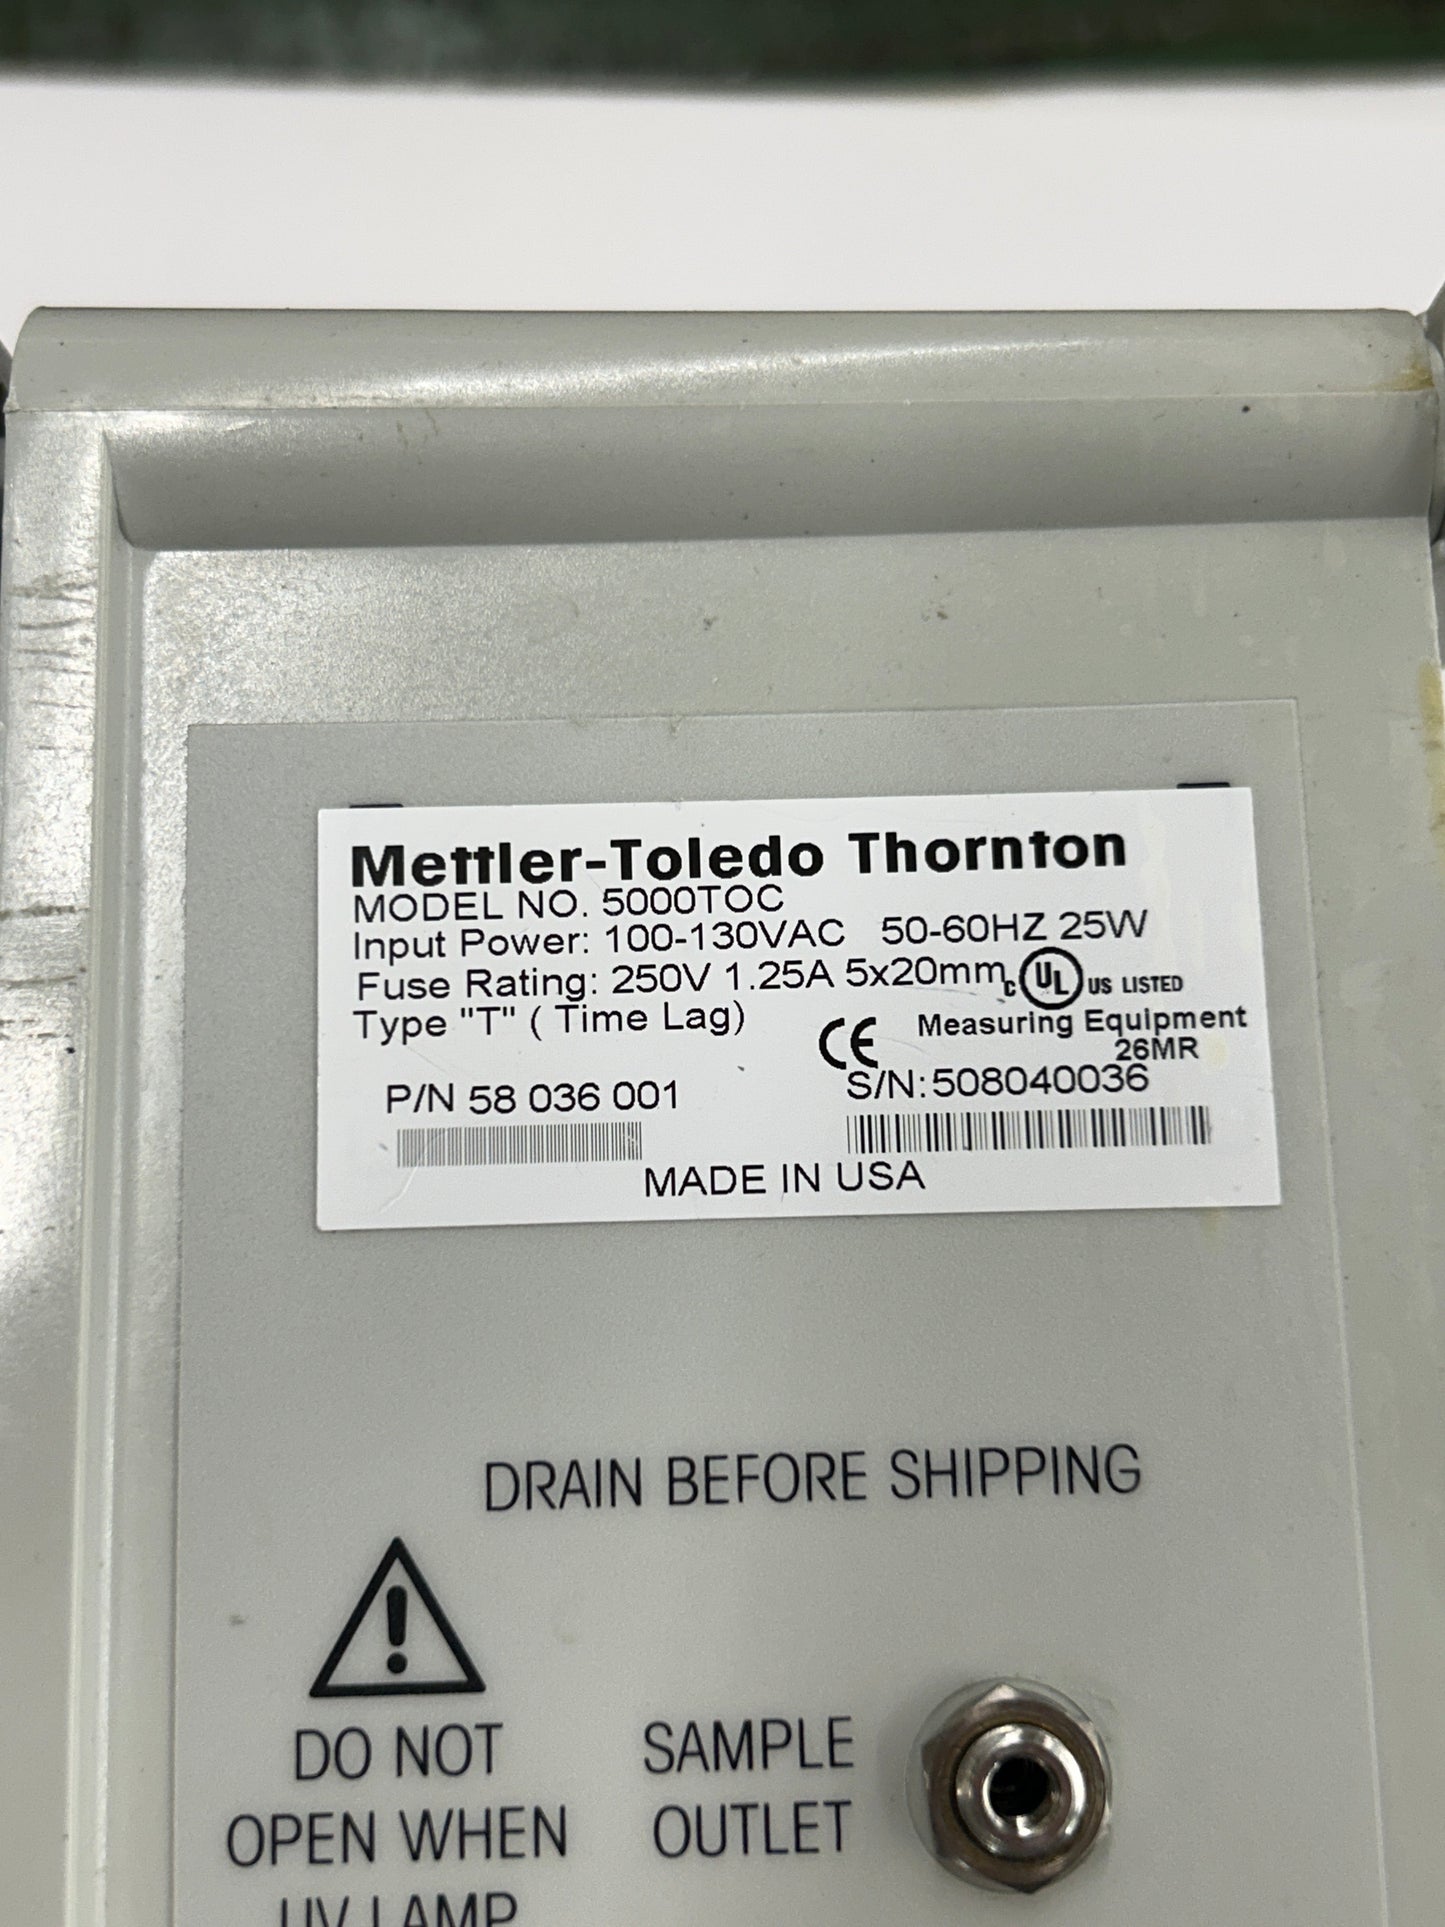 Mettler-Toledo Thornton
MODEL NO. 5000TOC
Input Power: 100-130VAC 50-60HZ 25W
Fuse Rating: 250V 1.25A 5x20mm
C UL US LISTED
Type "T" ( Time Lag)
CE
Measuring Equipment
26MR
P/N 58 036 001
S/N:508040036
MADE IN USA
DRAIN BEFORE SHIPPING
!
DO NOT
OPEN WHEN
UV LAMP
SAMPLE
OUTLET